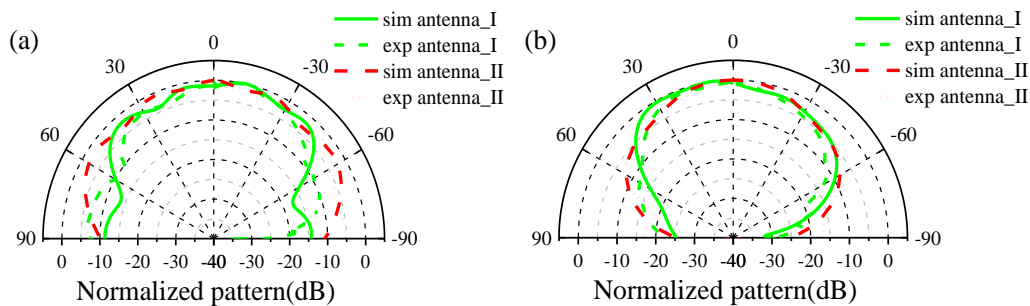 (a)
sim antenna_I
exp antenna_I
sim antenna_II
exp antenna_II
0
30
-30
60
-60
90
-90
0 -10 -20 -30 -40 -30 -20 -10 0
Normalized pattern(dB)
(b)
sim antenna_I
exp antenna_I
sim antenna_II
exp antenna_II
0
30
-30
60
-60
90
-90
0 -10 -20 -30 -40 -30 -20 -10 0
Normalized pattern(dB)